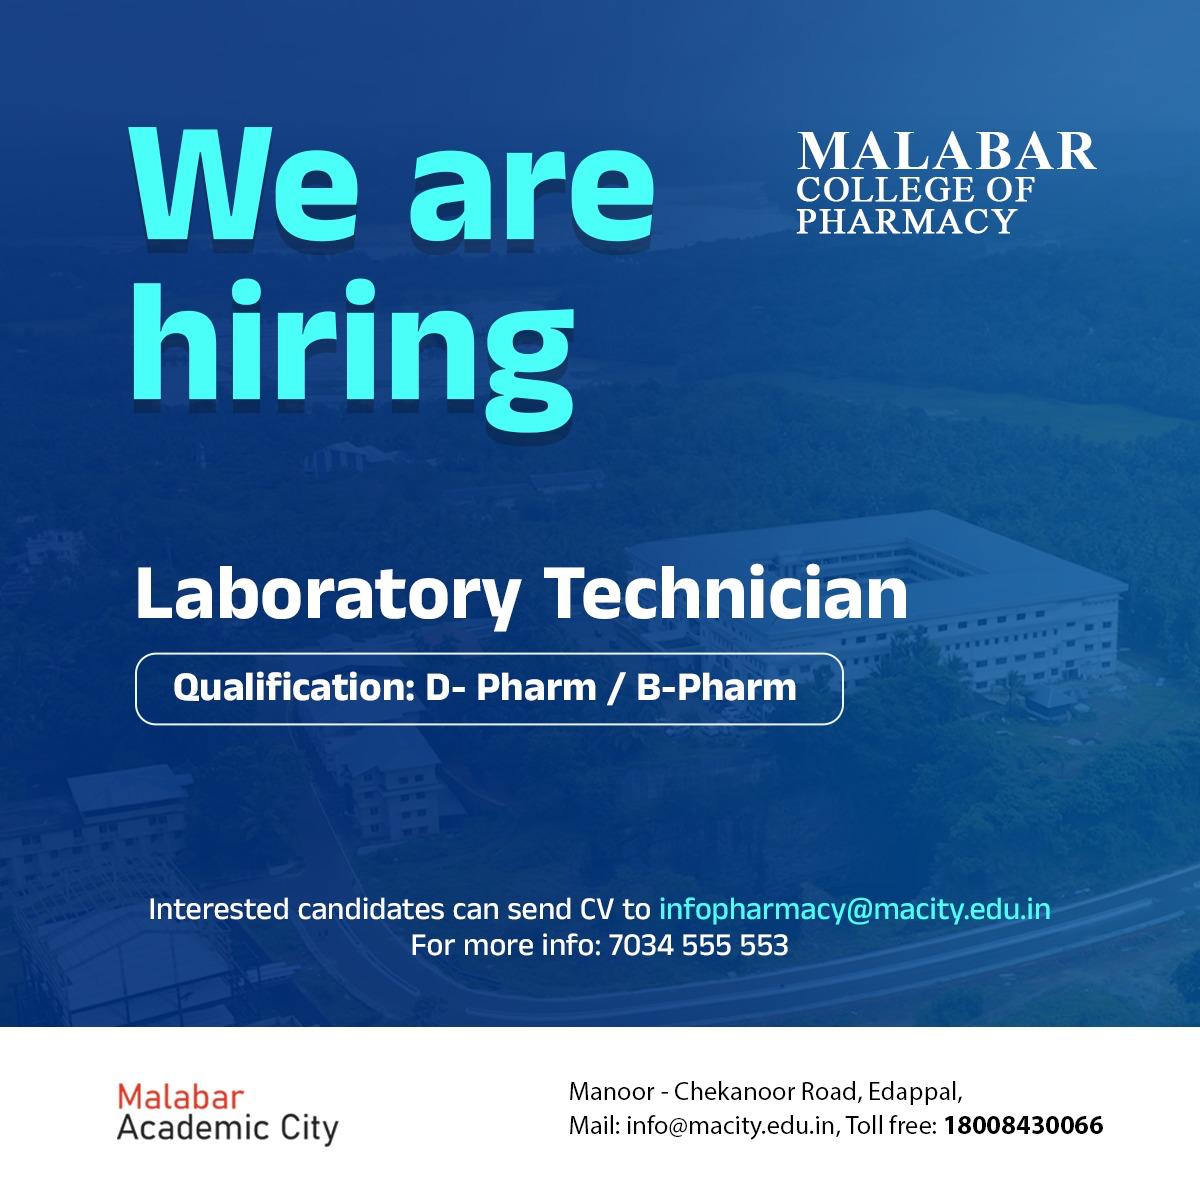 We are
hiring
MALABAR
COLLEGE OF
PHARMACY
Laboratory Technician
Qualification: D- Pharm / B-Pharm
Interested candidates can send CV to infopharmacy@macity.edu.in
For more info: 7034 555 553
Malabar
Academic City
Manoor - Chekanoor Road, Edappal,
Mail: info@macity.edu.in, Toll free: 18008430066